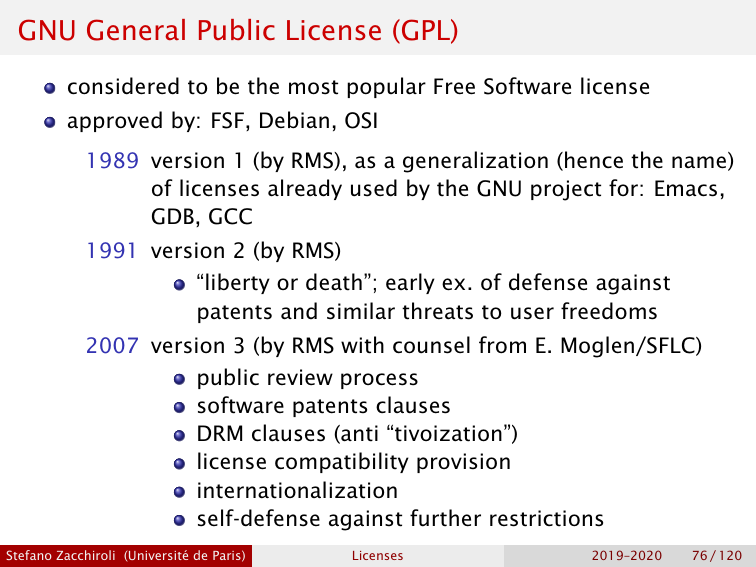 GNU General Public License (GPL)
considered to be the most popular Free Software license
approved by: FSF, Debian, OSI
1989 version 1 (by RMS), as a generalization (hence the name)
of licenses already used by the GNU project for: Emacs,
GDB, GCC
1991 version 2 (by RMS)
“liberty or death”; early ex. of defense against
patents and similar threats to user freedoms
2007 version 3 (by RMS with counsel from E. Moglen/SFLC)
public review process
software patents clauses
DRM clauses (anti “tivoization”)
license compatibility provision
internationalization
self-defense against further restrictions
Stefano Zacchiroli (Université de Paris) Licenses 2019–2020 76 / 120